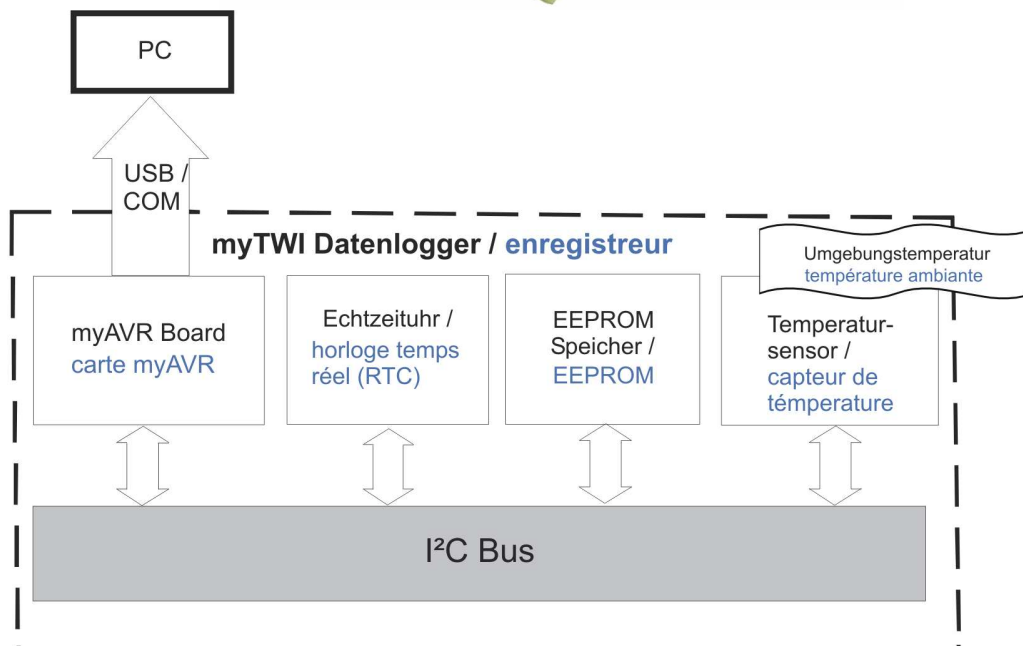 PC
USB /
COM
myTWI Datenlogger / enregistreur
Umgebungstemperatur
température ambiante
myAVR Board
carte myAVR
Echtzeituhr /
horloge temps
réel (RTC)
EEPROM
Speicher /
EEPROM
Temperatur-
sensor /
capteur de
témperature
I²C Bus